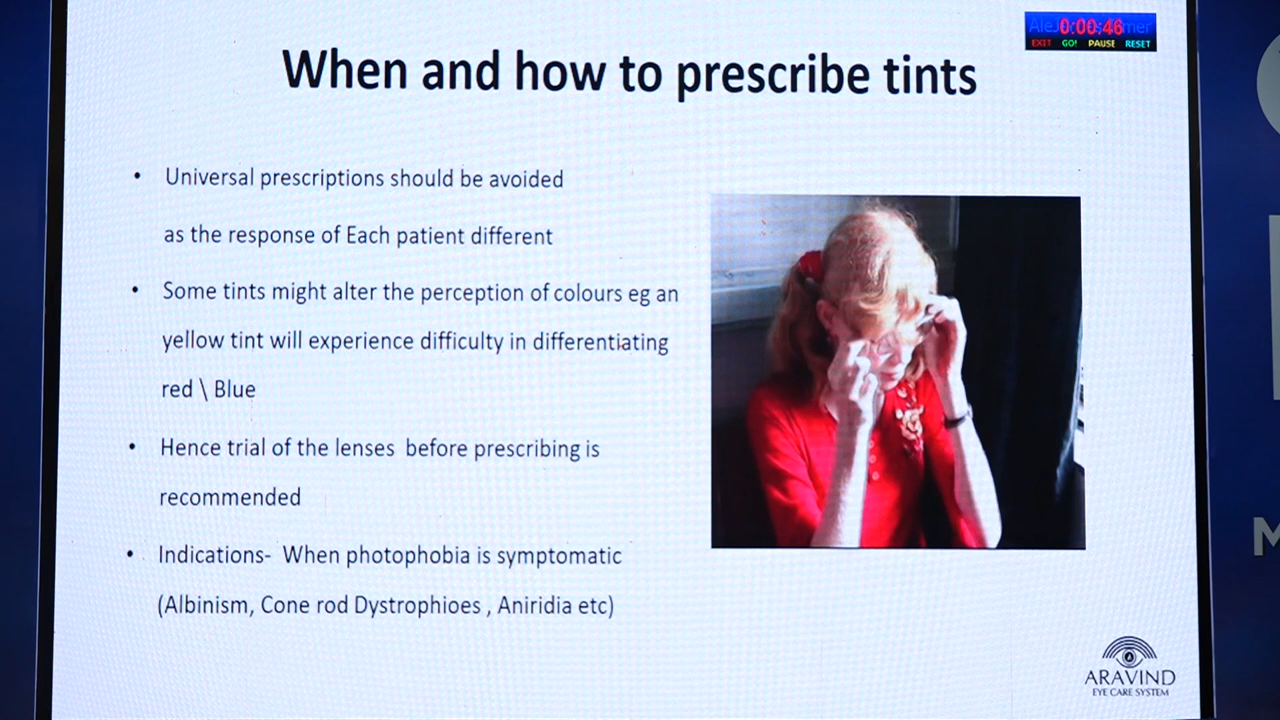 0:00:46
EXIT GO! PAUSE RESET
When and how to prescribe tints
• Universal prescriptions should be avoided
as the response of Each patient different
• Some tints might alter the perception of colours eg an
yellow tint will experience difficulty in differentiating
red \ Blue
• Hence trial of the lenses before prescribing is
recommended
• Indications- When photophobia is symptomatic
(Albinism, Cone rod Dystrophioes , Aniridia etc)
ARAVIND
EYE CARE SYSTEM